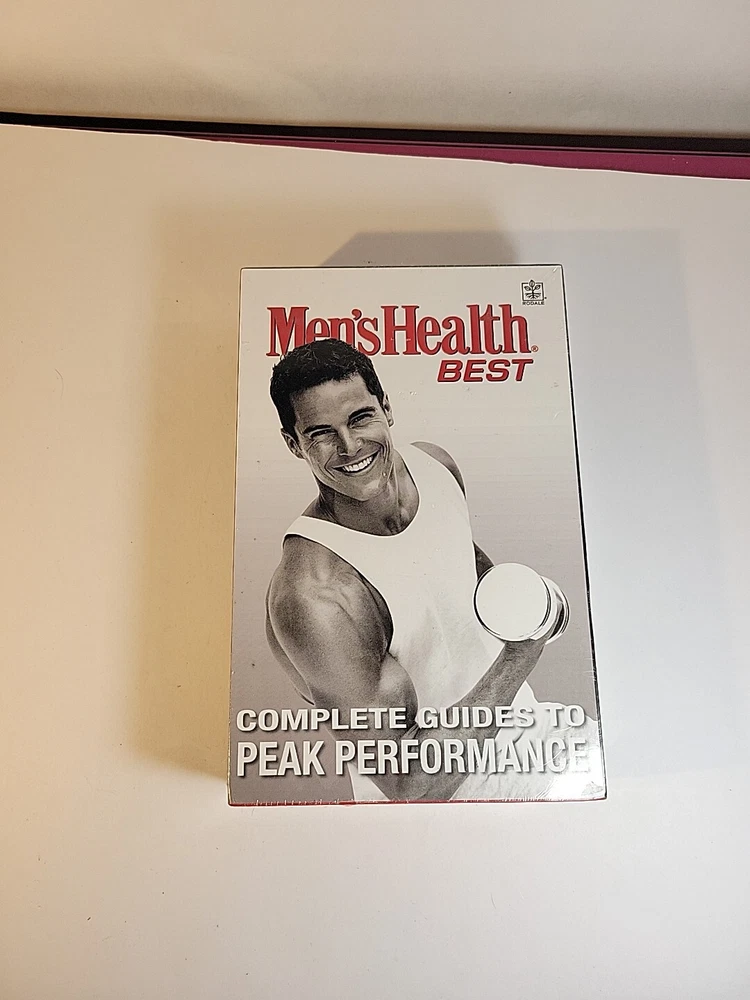 RODALE
Men'sHealth®
BEST
COMPLETE GUIDES TO
PEAK PERFORMANCE